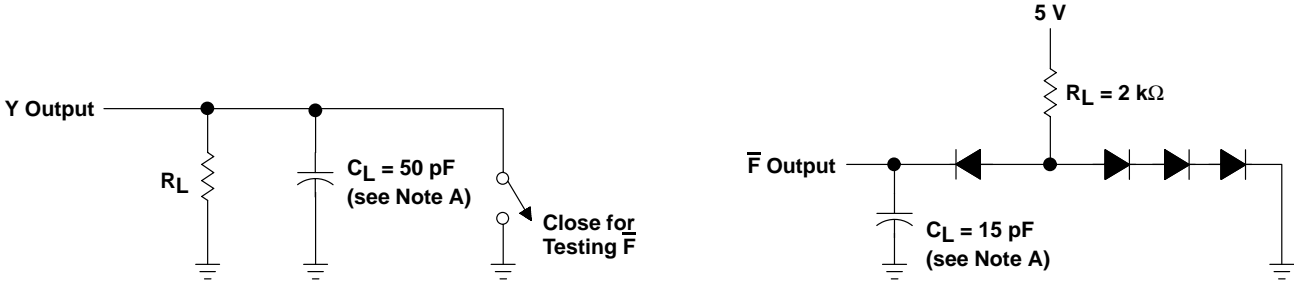 Y Output
R_L
C_L = 50 pF
(see Note A)
Close for
Testing F̅
5 V
R_L = 2 kΩ
F̅ Output
C_L = 15 pF
(see Note A)